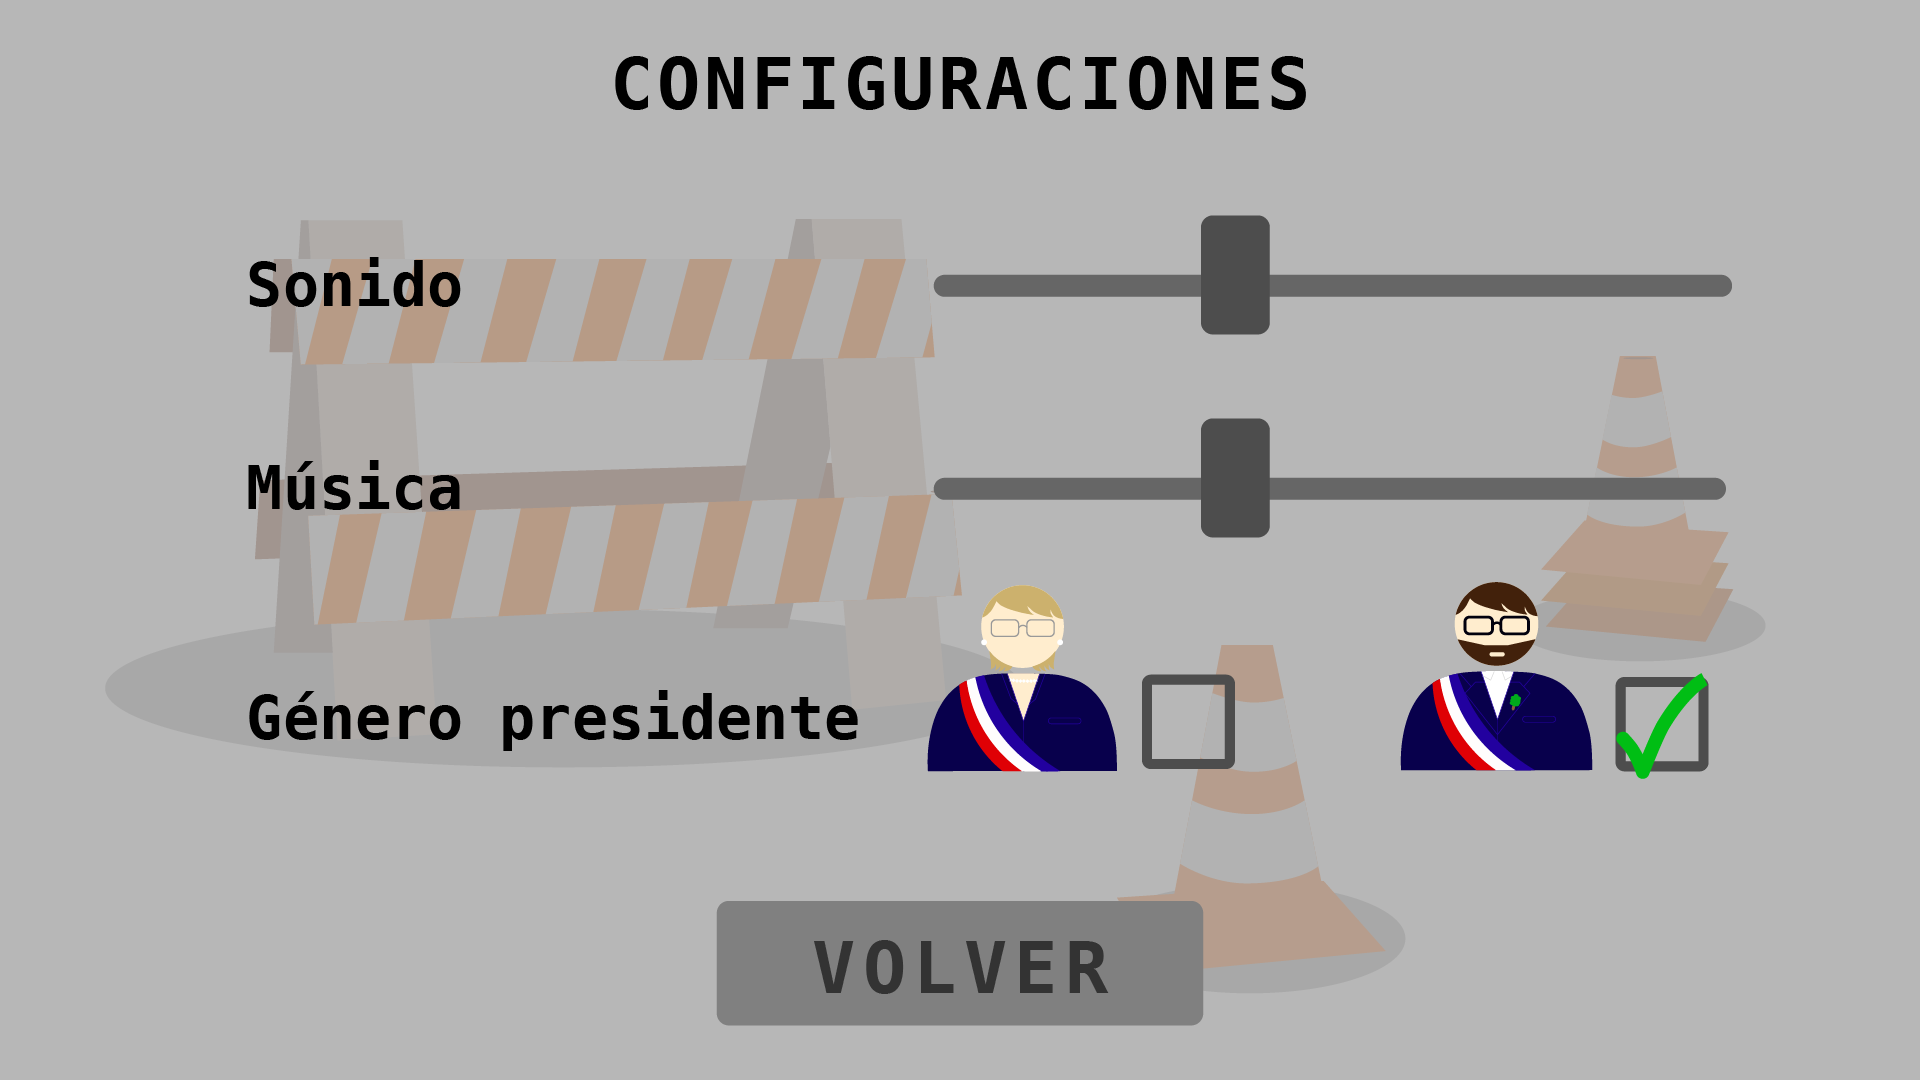 CONFIGURACIONES
Sonido
Música
Género presidente
VOLVER